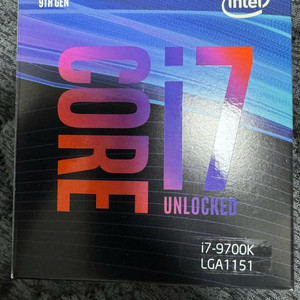 9TH GEN
intel
CORE
i7
UNLOCKED
i7-9700K
LGA1151